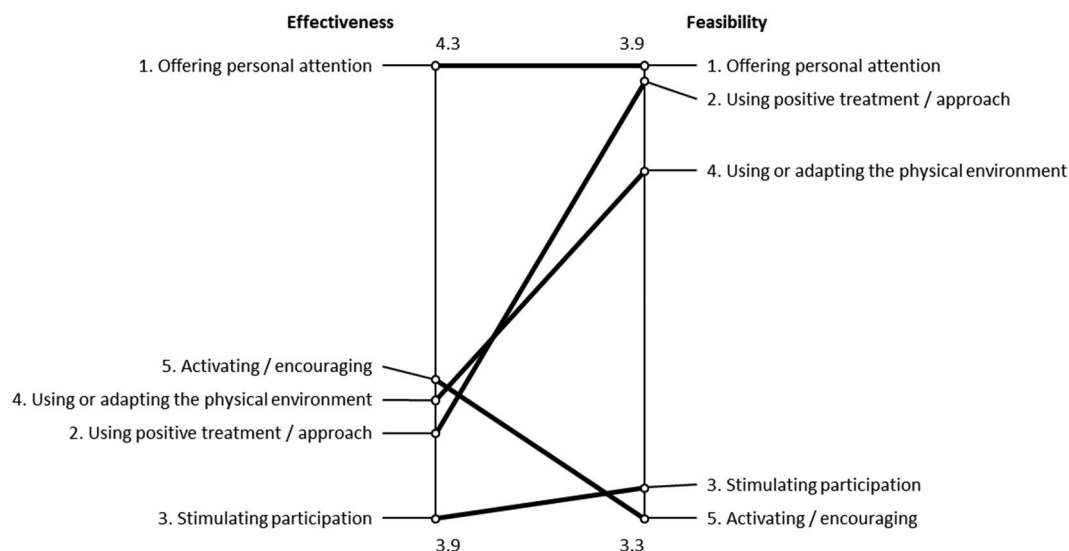 Effectiveness
Feasibility
4.3
3.9
1. Offering personal attention
1. Offering personal attention
2. Using positive treatment / approach
4. Using or adapting the physical environment
5. Activating / encouraging
4. Using or adapting the physical environment
2. Using positive treatment / approach
3. Stimulating participation
3. Stimulating participation
5. Activating / encouraging
3.9
3.3